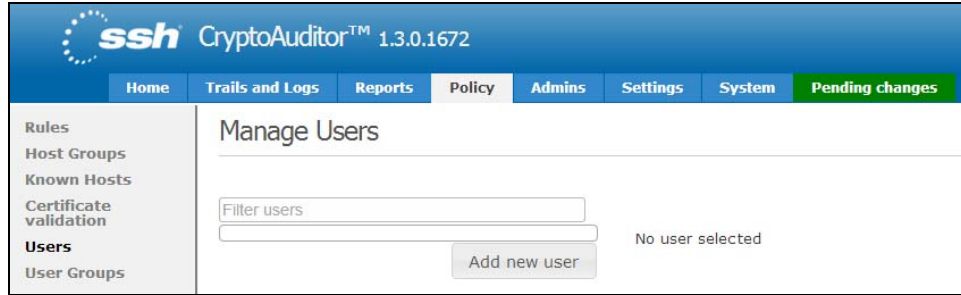 ssh CryptoAuditor™ 1.3.0.1672
Home Trails and Logs Reports Policy Admins Settings System Pending changes
Rules
Host Groups
Known Hosts
Certificate
validation
Users
User Groups
Manage Users
Filter users
No user selected
Add new user